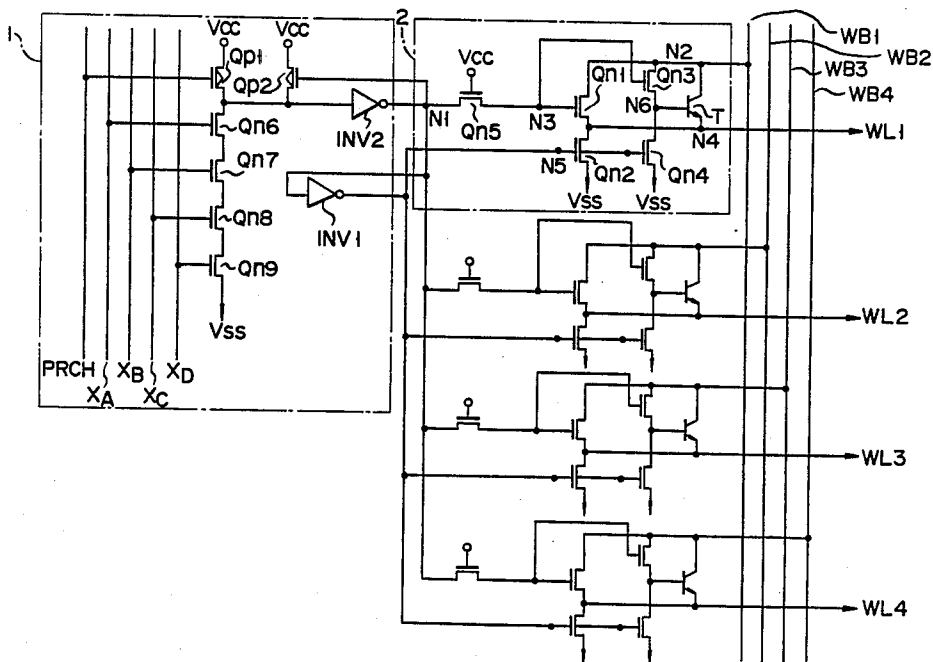 1
2
VCC
VCC
Qp1
Qp2
VCC
Qn1
N2
Qn3
WB1
WB2
WB3
WB4
Qn6
INV2
N1
Qn5
N3
N6
T
N4
WL1
Qn7
N5
Qn2
Qn4
INV1
VSS
VSS
Qn8
Qn9
VSS
WL2
PRCH
XA
XB
XC
XD
WL3
WL4